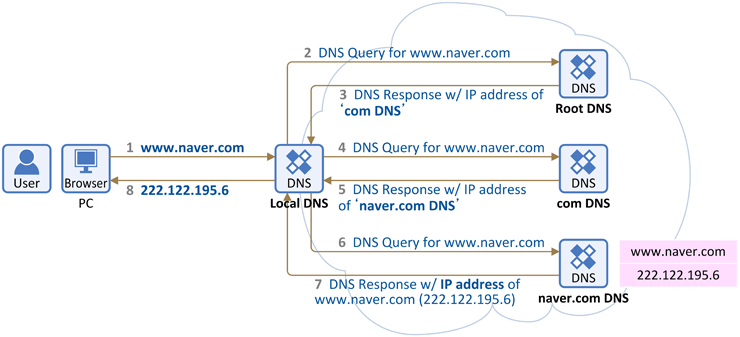 2 DNS Query for www.naver.com
DNS
Root DNS
3 DNS Response w/ IP address of
‘com DNS’
1 www.naver.com
4 DNS Query for www.naver.com
User
Browser
PC
8 222.122.195.6
DNS
Local DNS
5 DNS Response w/ IP address
of ‘naver.com DNS’
DNS
com DNS
6 DNS Query for www.naver.com
7 DNS Response w/ IP address of
www.naver.com (222.122.195.6)
DNS
naver.com DNS
www.naver.com
222.122.195.6